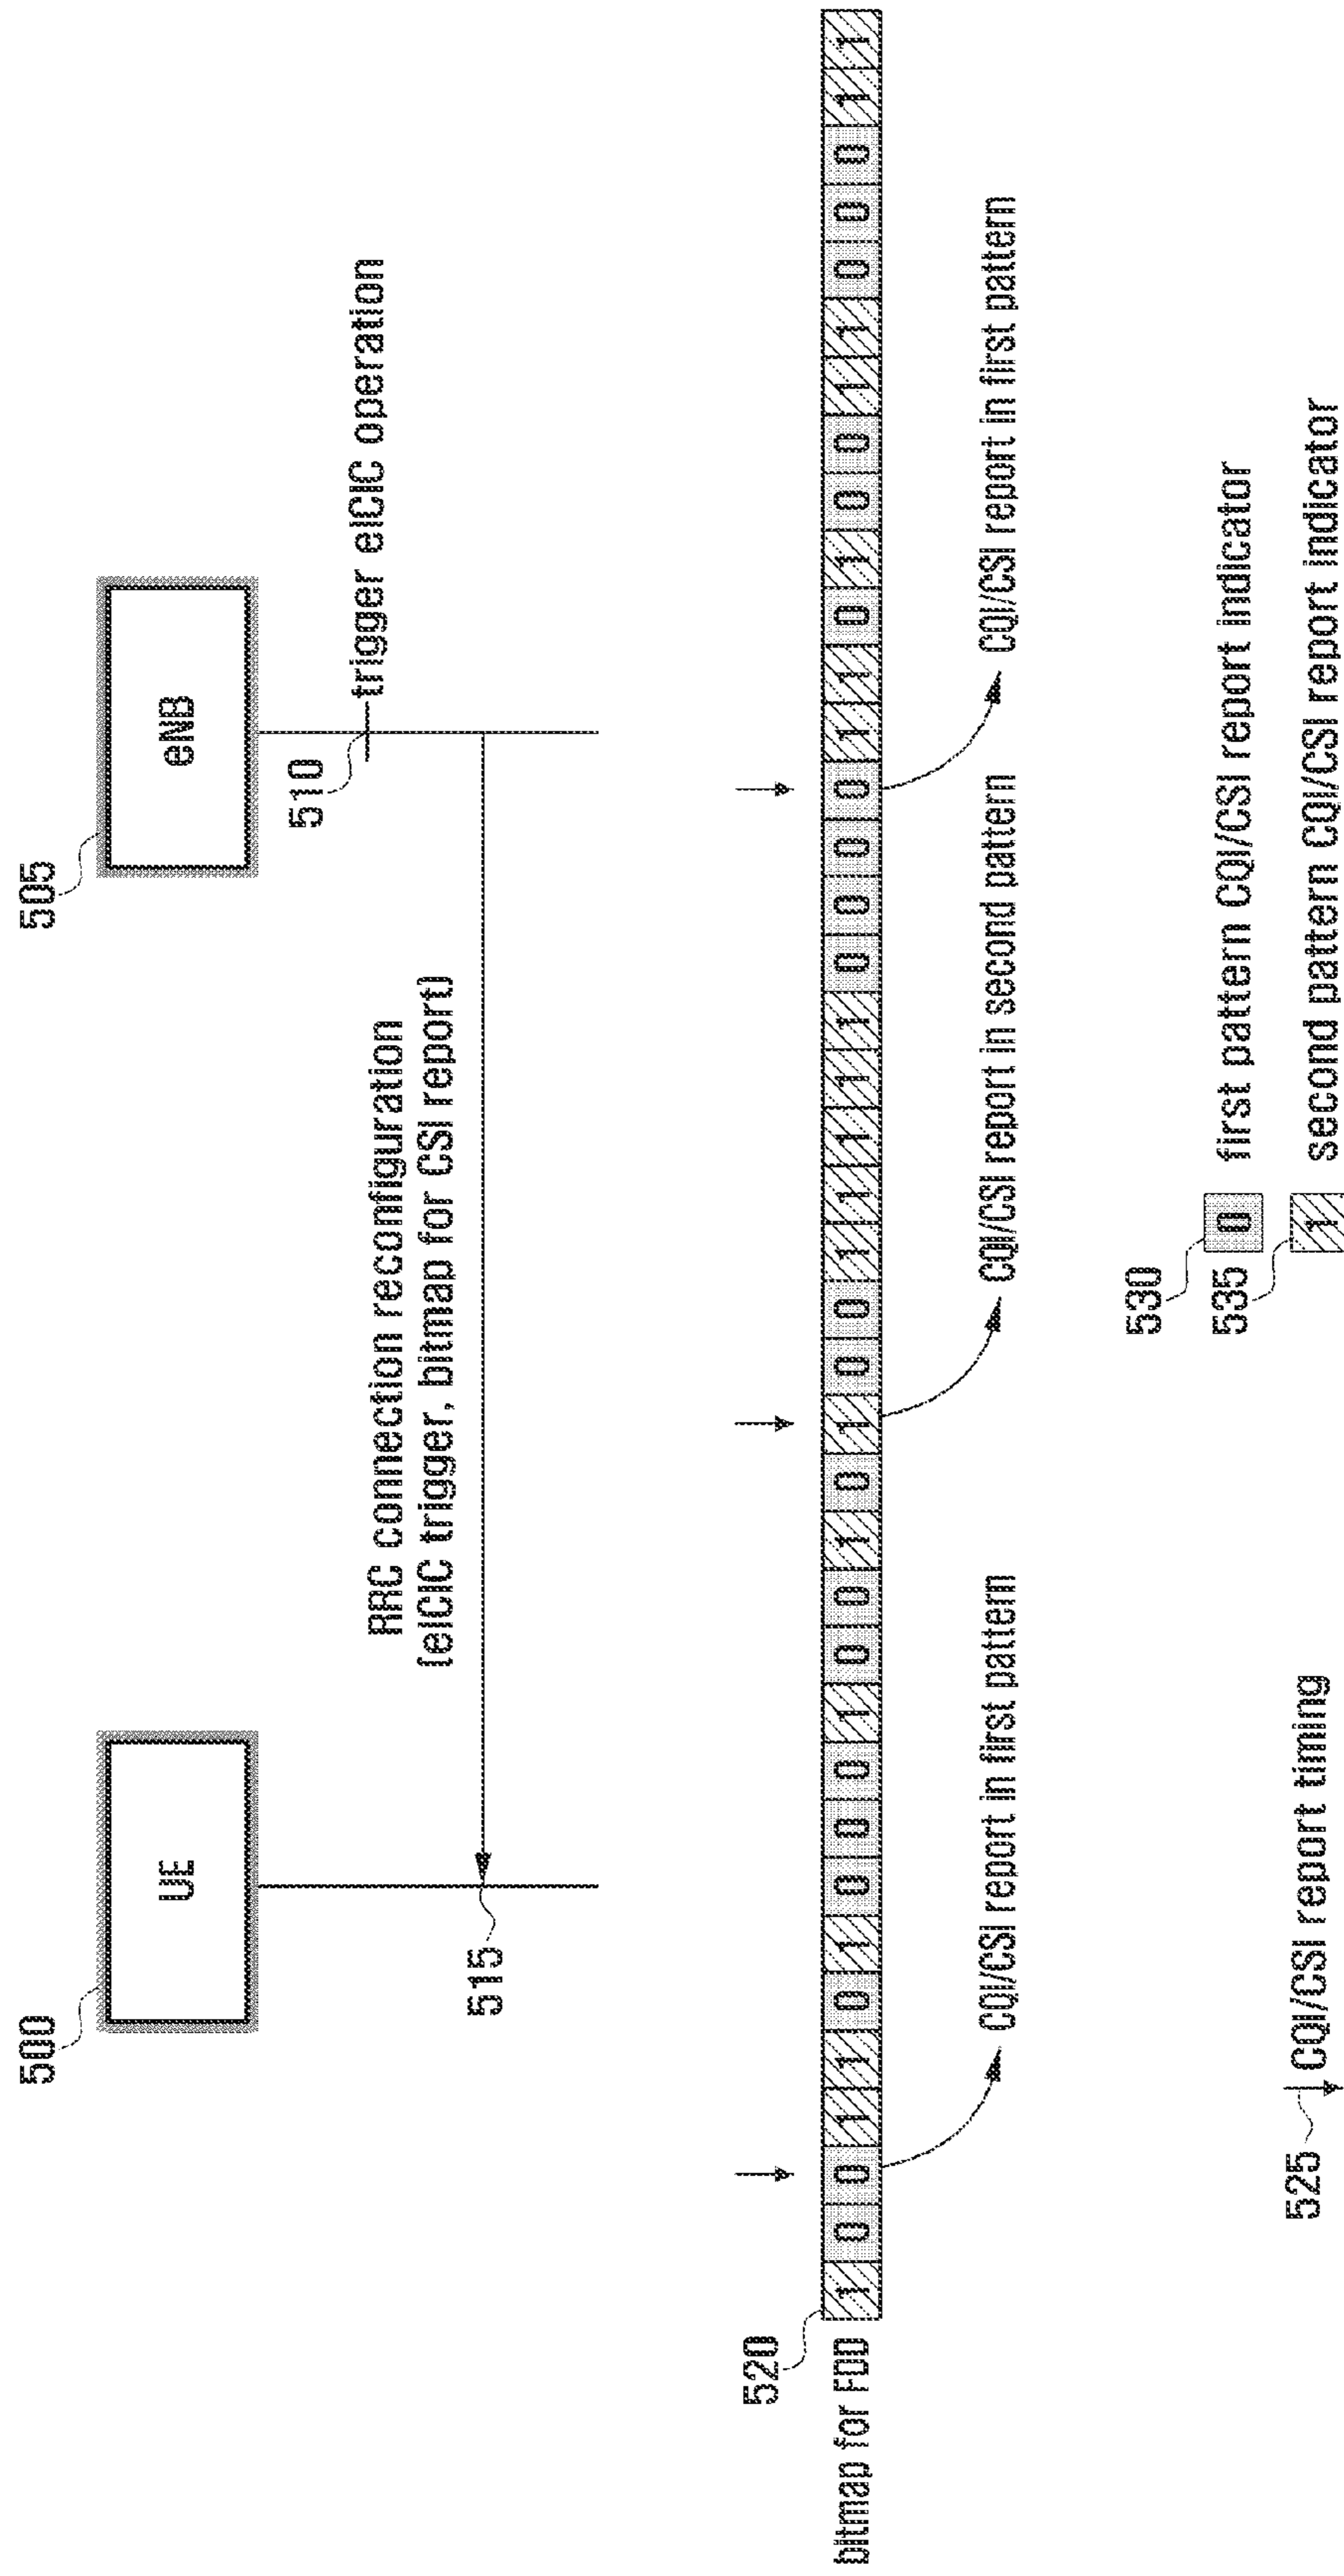 500
505
UE
eNB
510
trigger eICIC operation
RRC connection reconfiguration
(eICIC trigger, bitmap for CSI report)
515
520
bitmap for FDD
1 0 0 1 1 0 1 0 0 0 1 0 0 1 0 1 0 0 1 1 1 1 1 0 0 0 0 1 1 0 1 0 0 1 1 0 0 0 1 1
CQI/CSI report in first pattern
CQI/CSI report in second pattern
CQI/CSI report in first pattern
530
0 first pattern CQI/CSI report indicator
525 CQI/CSI report timing
535
1 second pattern CQI/CSI report indicator